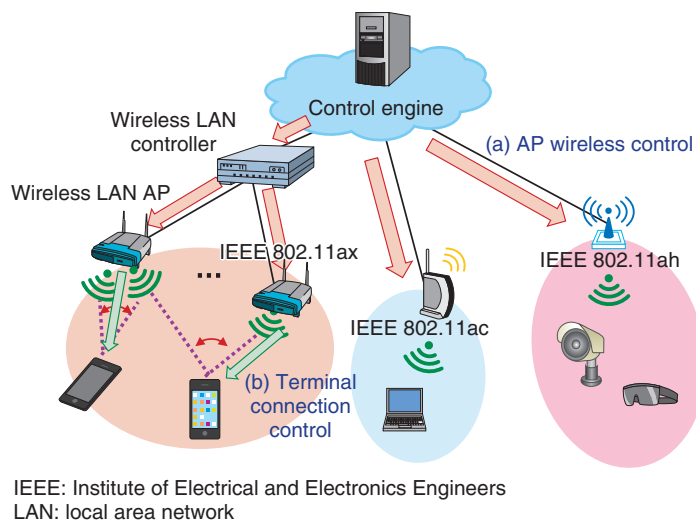 Control engine
Wireless LAN
controller
(a) AP wireless control
Wireless LAN AP
IEEE 802.11ax
...
IEEE 802.11ah
IEEE 802.11ac
(b) Terminal
connection
control
IEEE: Institute of Electrical and Electronics Engineers
LAN: local area network